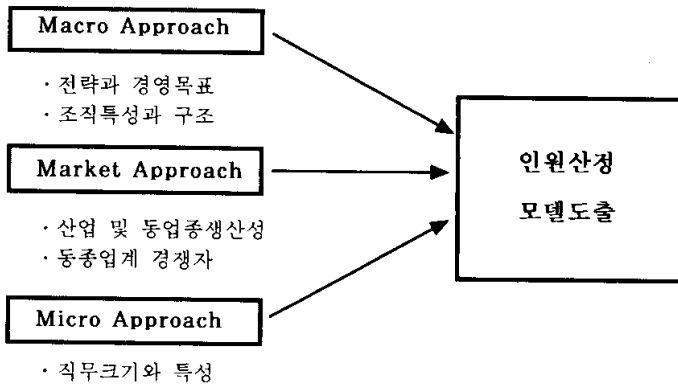 Macro Approach
· 전략과 경영목표
· 조직특성과 구조
Market Approach
· 산업 및 동업종생산성
· 동종업계 경쟁자
Micro Approach
· 직무크기와 특성
인원산정
모델도출